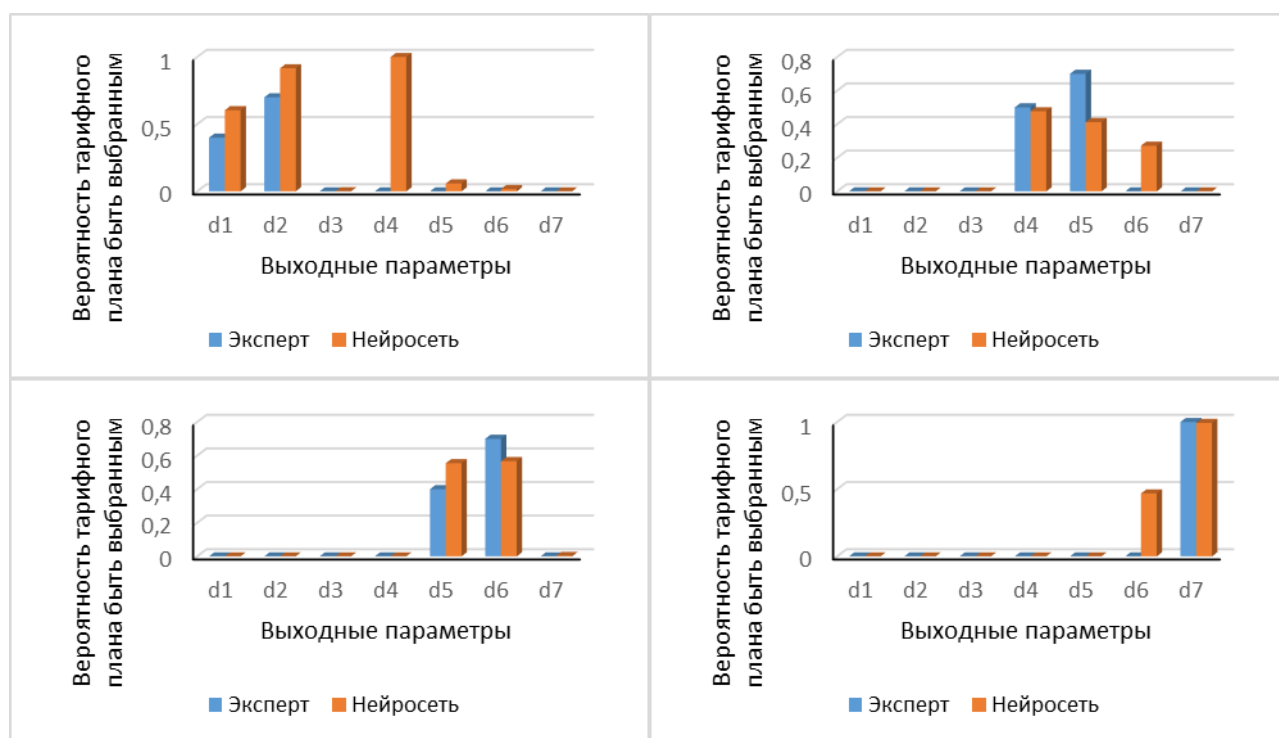 Вероятность тарифного
плана быть выбранным
1
0,5
0
d1 d2 d3 d4 d5 d6 d7
Выходные параметры
Эксперт Нейросеть
Вероятность тарифного
плана быть выбранным
0,8
0,6
0,4
0,2
0
d1 d2 d3 d4 d5 d6 d7
Выходные параметры
Эксперт Нейросеть
Вероятность тарифного
плана быть выбранным
0,8
0,6
0,4
0,2
0
d1 d2 d3 d4 d5 d6 d7
Выходные параметры
Эксперт Нейросеть
Вероятность тарифного
плана быть выбранным
1
0,5
0
d1 d2 d3 d4 d5 d6 d7
Выходные параметры
Эксперт Нейросеть